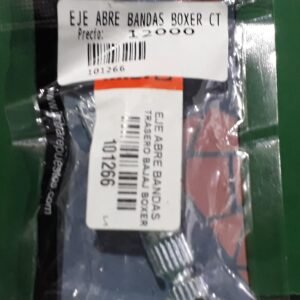 EJE ABRE BANDAS BOXER CT
Precio: 12000
101266
EJE ABRE BANDAS
TRASERO BAJAJ BOXER
101266